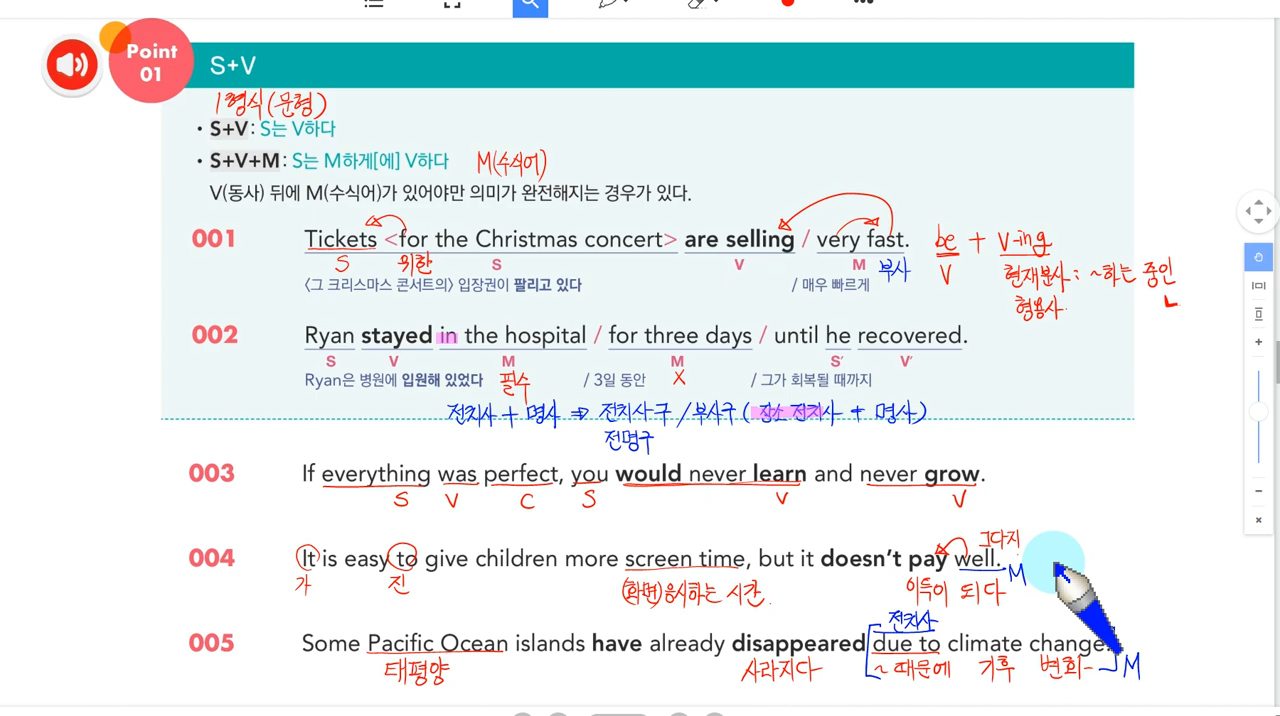 Point
01
S+V
1형식(문형)
• S+V: S는 V하다
• S+V+M: S는 M하게[에] V하다 M(수식어)
V(동사) 뒤에 M(수식어)가 있어야만 의미가 완전해지는 경우가 있다.
001 Tickets <for the Christmas concert> are selling / very fast. be + v-ing
S 위한 S V M 부사 V 현재분사 : ~하는 중인
〈그 크리스마스 콘서트의〉 입장권이 팔리고 있다 / 매우 빠르게 형용사
002 Ryan stayed in the hospital / for three days / until he recovered.
S V M M S′ V′
Ryan은 병원에 입원해 있었다 필수 / 3일 동안 X / 그가 회복될 때까지
전치사 + 명사 ⇒ 전치사구 / 부사구 ( 장소 전치사 + 명사)
전명구
003 If everything was perfect, you would never learn and never grow.
S V C S V V
그다지
004 It is easy to give children more screen time, but it doesn't pay well. M
가 진 (화면)응시하는 시간. 이득이 되다
전치사
005 Some Pacific Ocean islands have already disappeared due to climate change.
태평양 사라지다 ~때문에 기후 변화 M